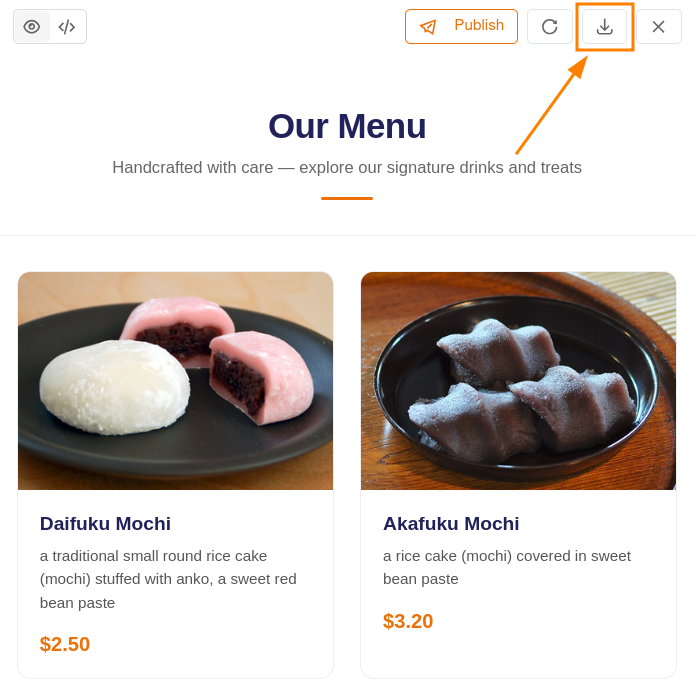 Publish
Our Menu
Handcrafted with care — explore our signature drinks and treats
Daifuku Mochi
a traditional small round rice cake
(mochi) stuffed with anko, a sweet red
bean paste
$2.50
Akafuku Mochi
a rice cake (mochi) covered in sweet
bean paste
$3.20